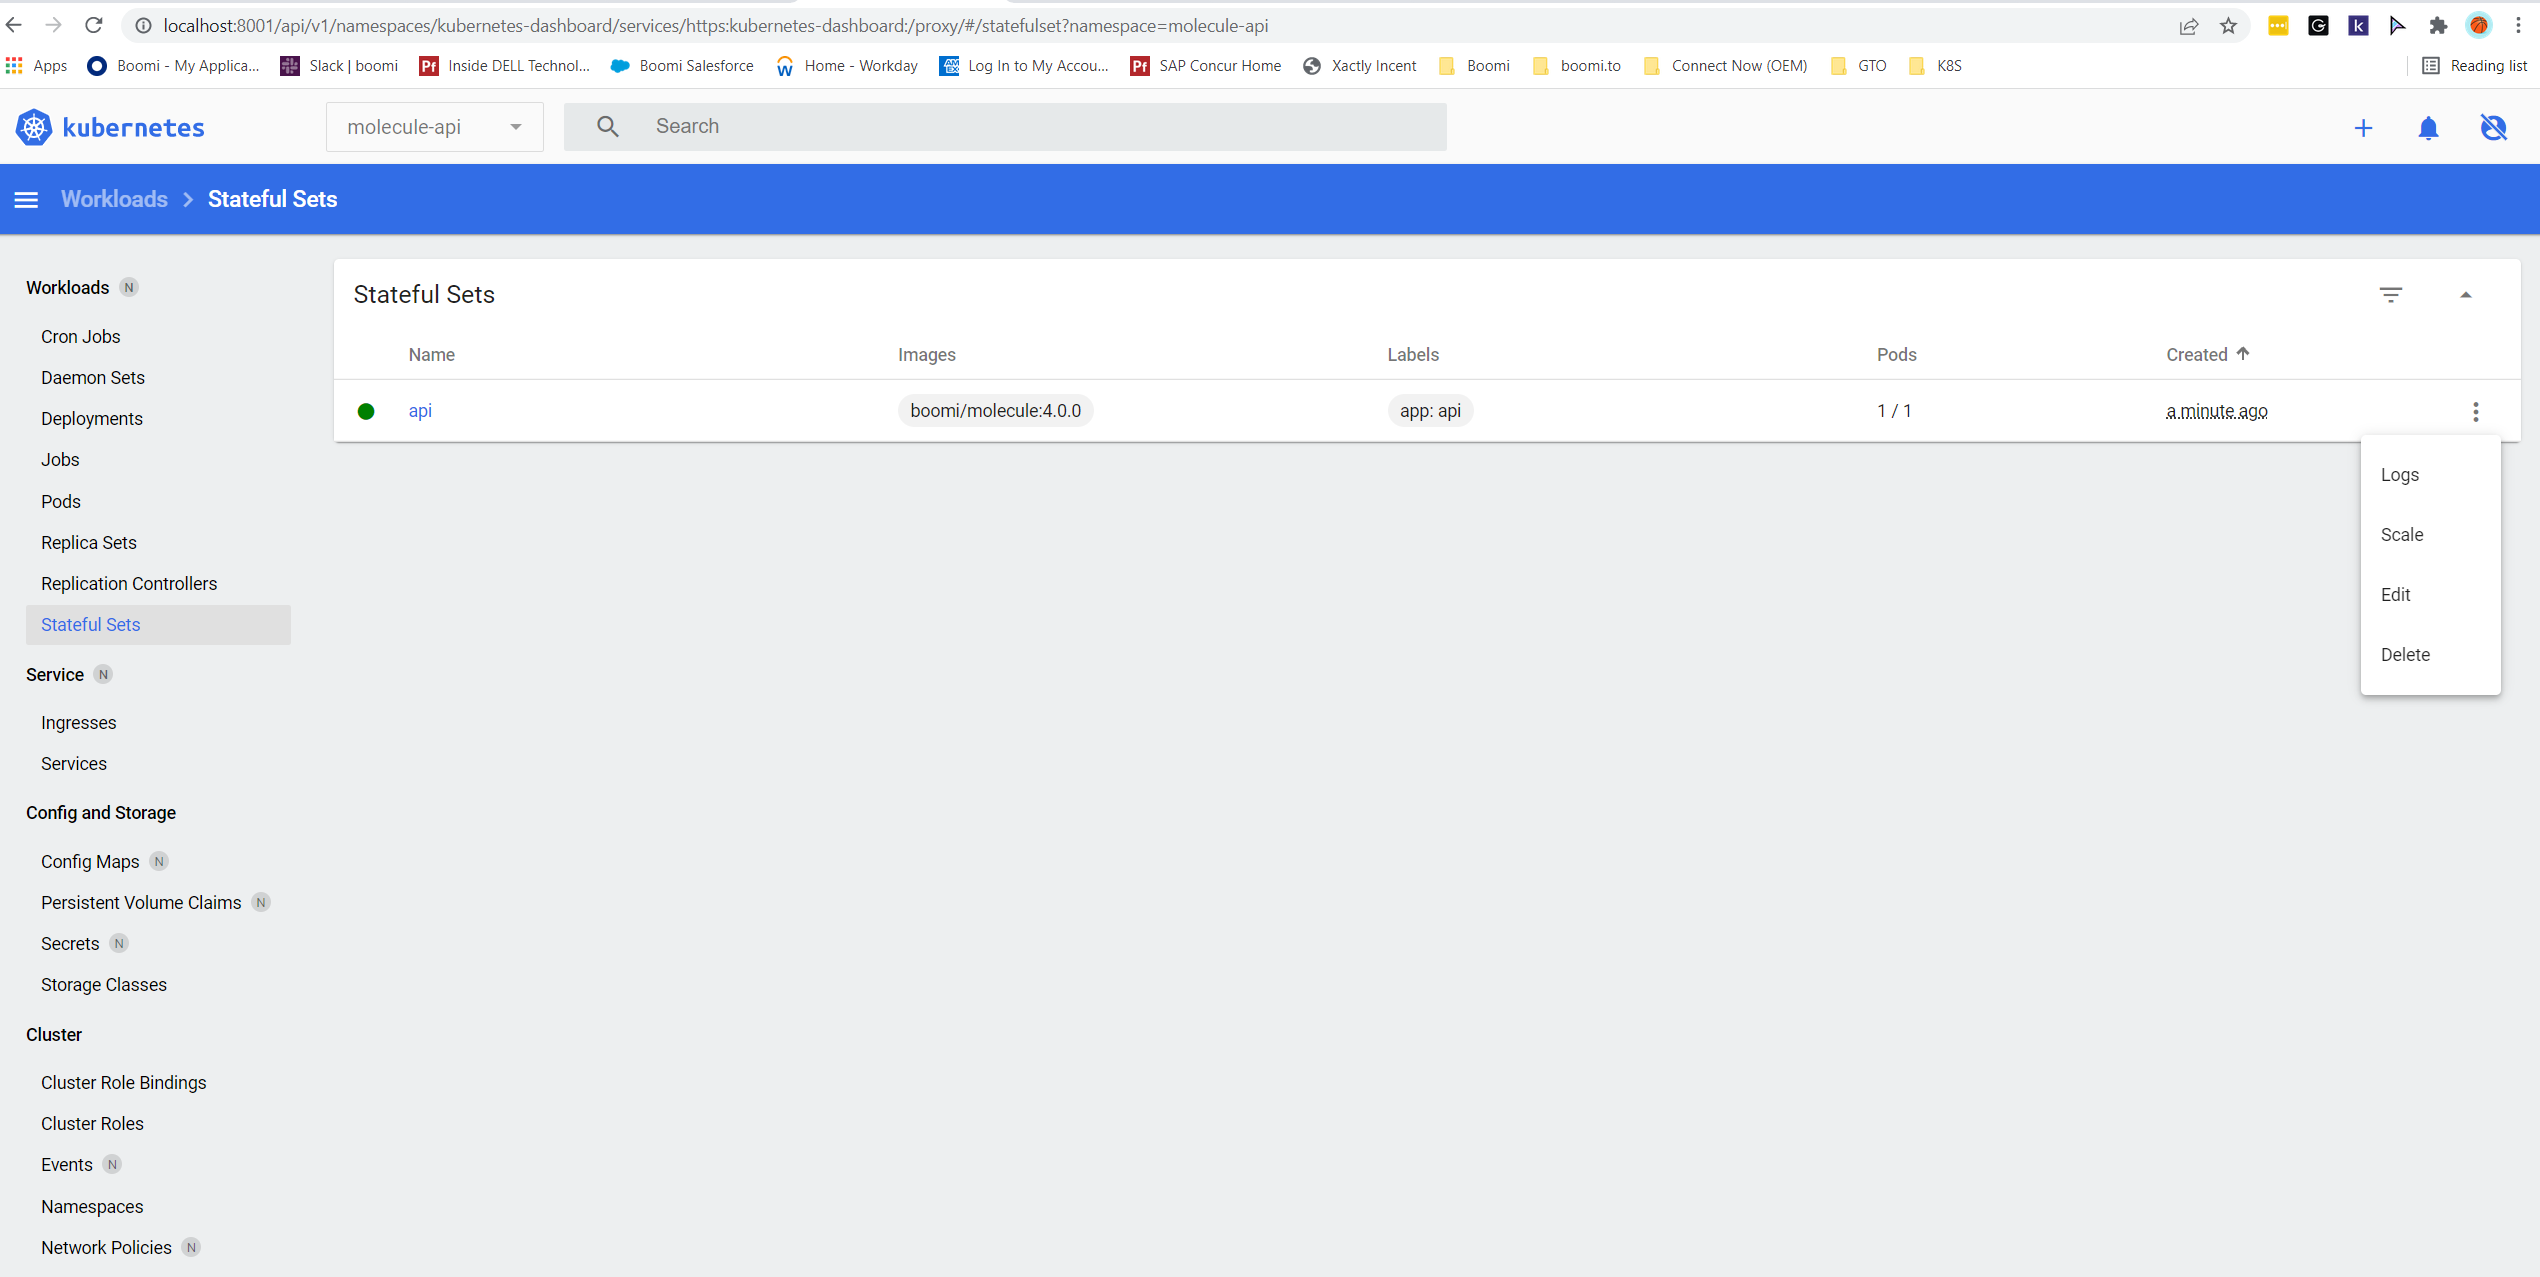 localhost:8001/api/v1/namespaces/kubernetes-dashboard/services/https:kubernetes-dashboard:/proxy/#/statefulset?namespace=molecule-api
Apps Boomi - My Applica... Slack | boomi Pf Inside DELL Technol... Boomi Salesforce Home - Workday Log In to My Accou... Pf SAP Concur Home Xactly Incent Boomi boomi.to Connect Now (OEM) GTO K8S Reading list
kubernetes molecule-api Search
Workloads > Stateful Sets
Workloads N
Cron Jobs
Daemon Sets
Deployments
Jobs
Pods
Replica Sets
Replication Controllers
Stateful Sets
Service N
Ingresses
Services
Config and Storage
Config Maps N
Persistent Volume Claims N
Secrets N
Storage Classes
Cluster
Cluster Role Bindings
Cluster Roles
Events N
Namespaces
Network Policies N
Stateful Sets
Name Images Labels Pods Created
api boomi/molecule:4.0.0 app: api 1 / 1 a minute ago
Logs
Scale
Edit
Delete